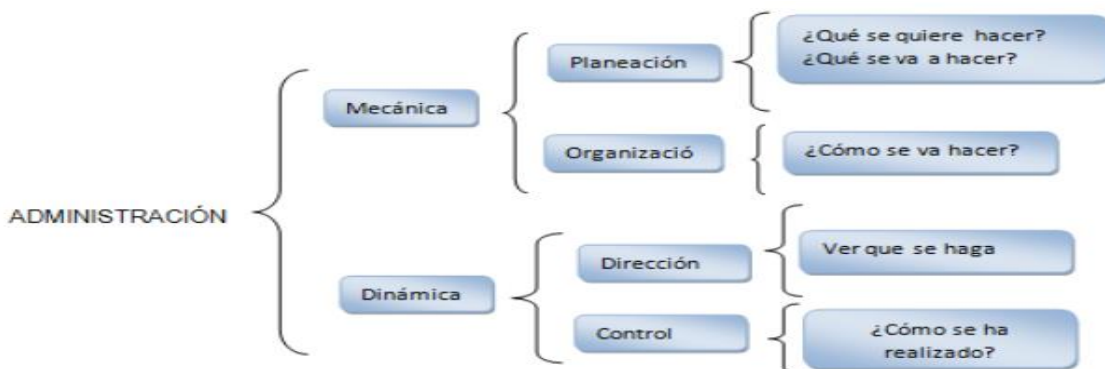 ¿Qué se quiere hacer?
¿Qué se va a hacer?
Planeación
Mecánica
Organizació
¿Cómo se va hacer?
ADMINISTRACIÓN
Ver que se haga
Dirección
Dinámica
Control
¿Cómo se ha
realizado?